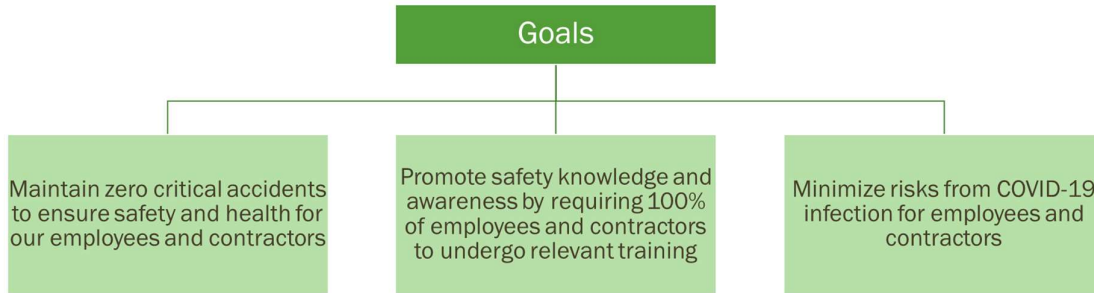 Goals
Maintain zero critical accidents
to ensure safety and health for
our employees and contractors
Promote safety knowledge and
awareness by requiring 100%
of employees and contractors
to undergo relevant training
Minimize risks from COVID-19
infection for employees and
contractors